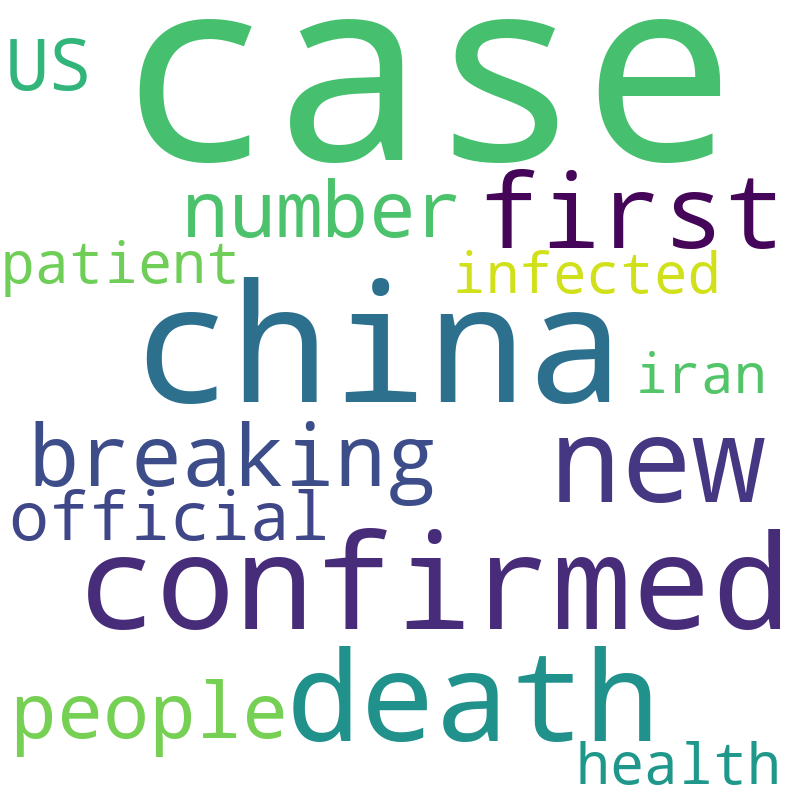 US case
number first
patient infected
china iran
breaking new
official
confirmed
people death
health